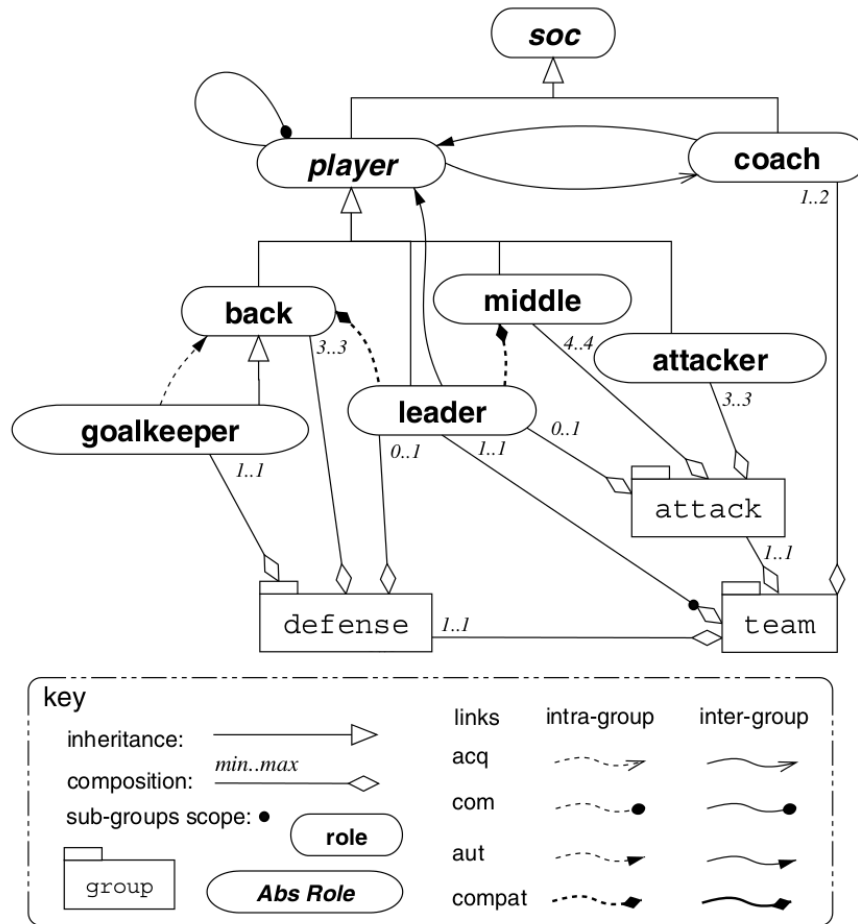 soc
player
coach
1..2
back
middle
3..3
4..4
attacker
3..3
goalkeeper
leader
0..1
1..1
0..1
1..1
attack
1..1
defense
1..1
team
key
links intra-group inter-group
inheritance:
acq
min..max
composition:
com
sub-groups scope:
role
aut
group
Abs Role
compat